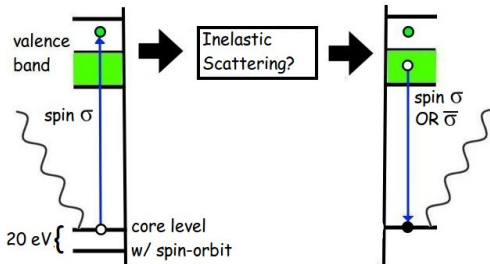 valence
band
spin σ
20 eV {
core level
w/ spin-orbit
Inelastic
Scattering?
spin σ
OR σ̅